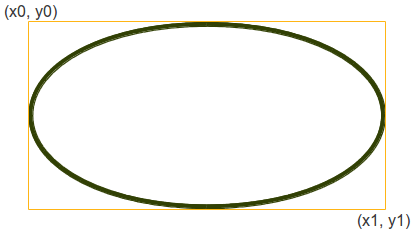 (x0, y0)
(x1, y1)